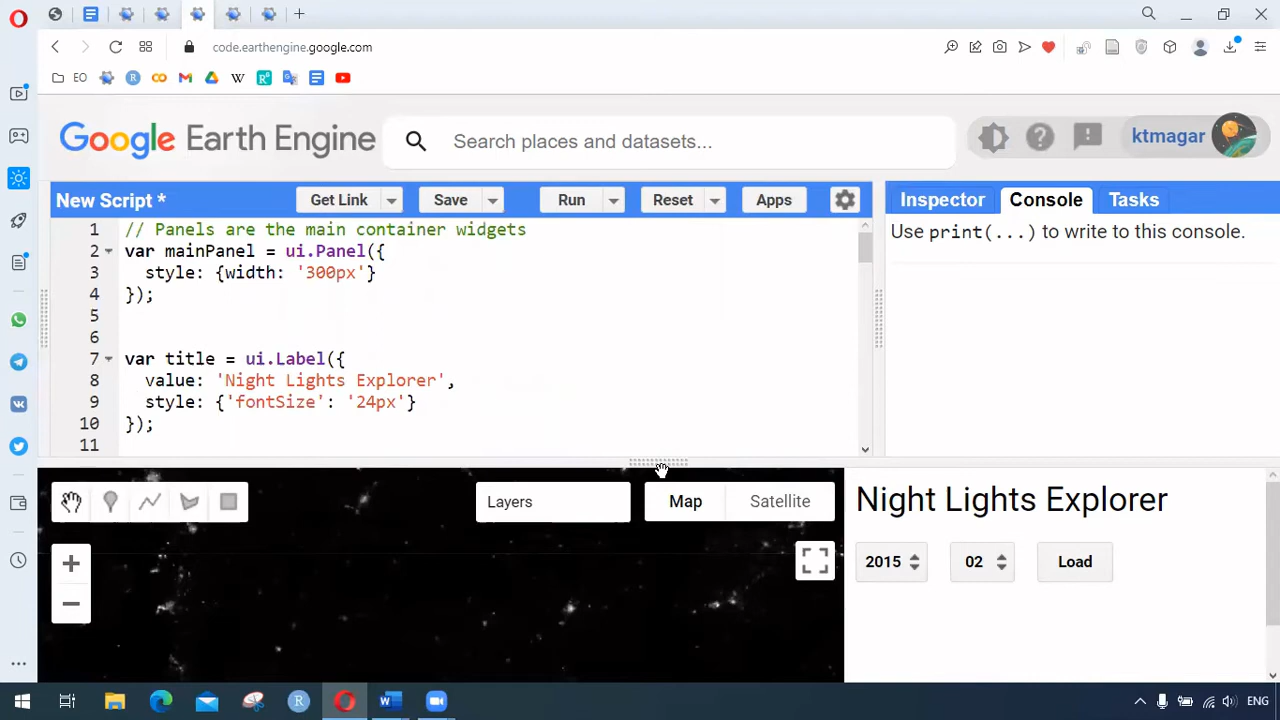 code.earthengine.google.com
EO
Google Earth Engine
Search places and datasets...
ktmagar
New Script *
Get Link
Save
Run
Reset
Apps
Inspector
Console
Tasks
Use print(...) to write to this console.
1 // Panels are the main container widgets
2 var mainPanel = ui.Panel({
3 style: {width: '300px'}
4 });
5
6
7 var title = ui.Label({
8 value: 'Night Lights Explorer',
9 style: {'fontSize': '24px'}
10 });
11
Layers
Map
Satellite
Night Lights Explorer
2015
02
Load
ENG